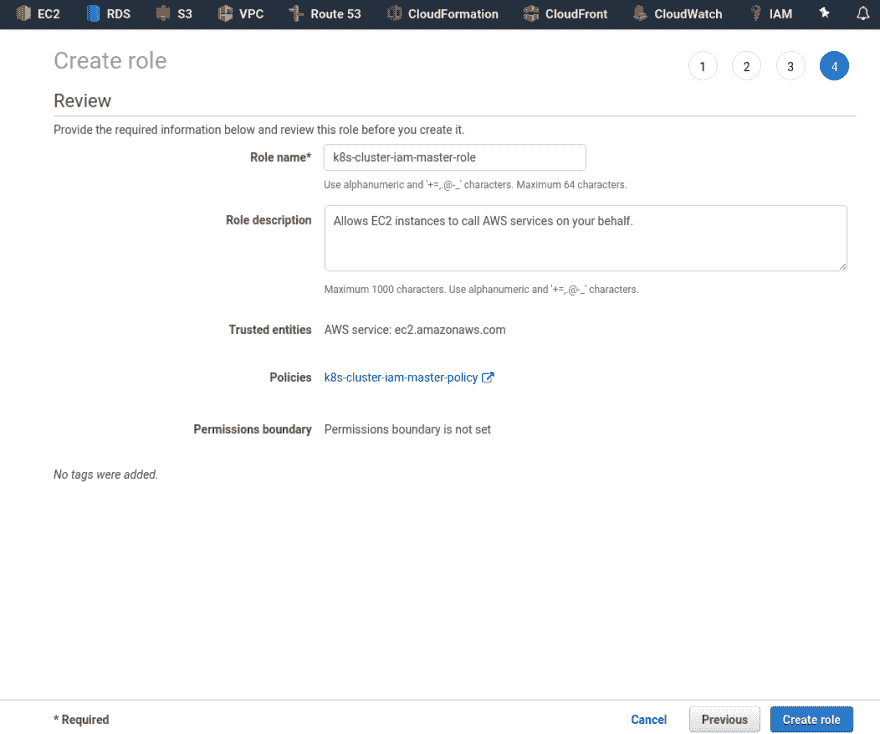 EC2 RDS S3 VPC Route 53 CloudFormation CloudFront CloudWatch IAM
Create role
1 2 3 4
Review
Provide the required information below and review this role before you create it.
Role name* k8s-cluster-iam-master-role
Use alphanumeric and '+=,.@-_' characters. Maximum 64 characters.
Role description Allows EC2 instances to call AWS services on your behalf.
Maximum 1000 characters. Use alphanumeric and '+=,.@-_' characters.
Trusted entities AWS service: ec2.amazonaws.com
Policies k8s-cluster-iam-master-policy
Permissions boundary Permissions boundary is not set
No tags were added.
* Required Cancel Previous Create role